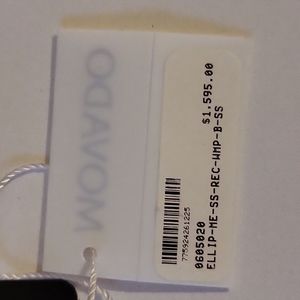 MOVADO
775924261225
0605020
ELLIP-ME-SS-REC-WMP-B-SS
$1,595.00